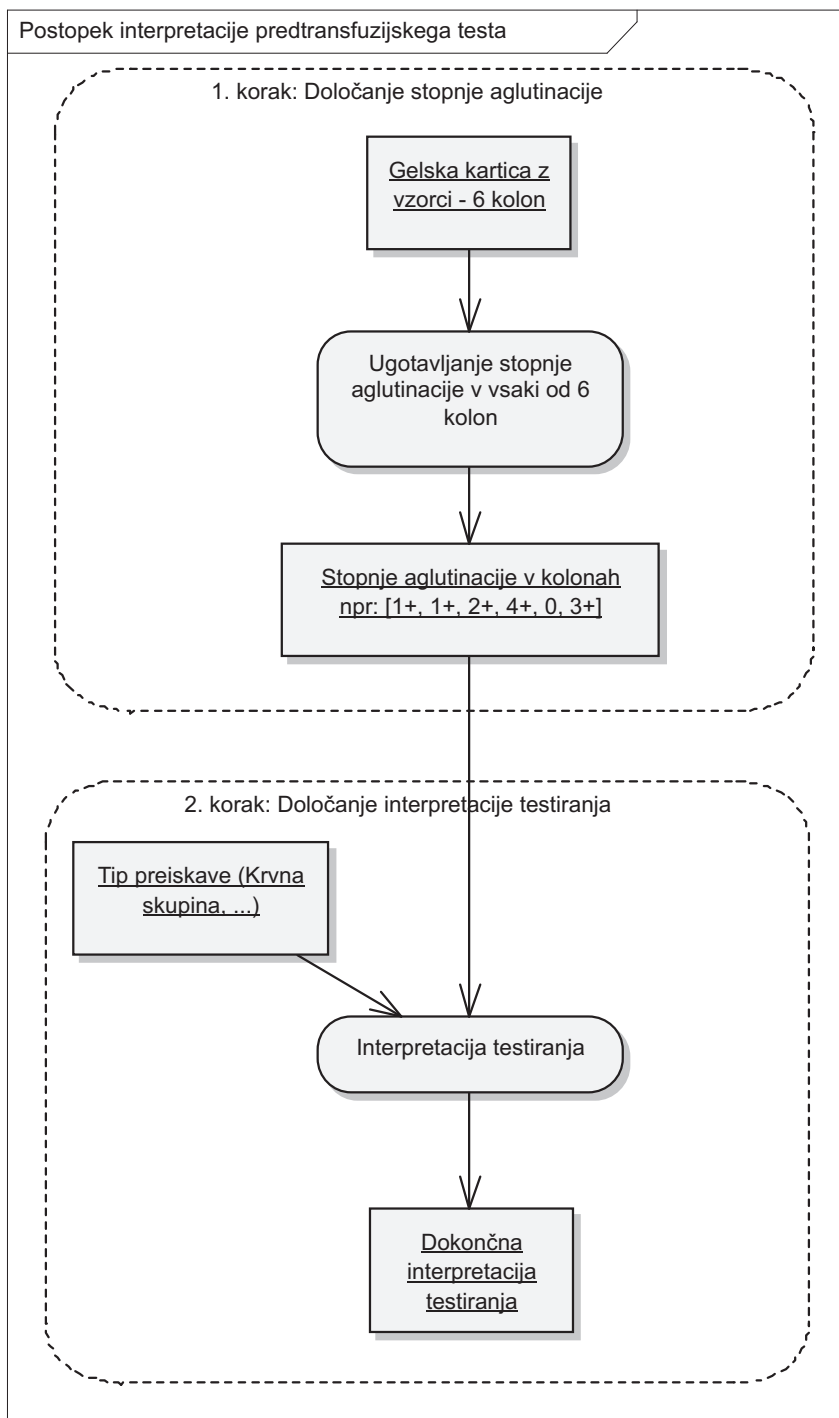 Postopek interpretacije predtransfuzijskega testa
1. korak: Določanje stopnje aglutinacije
Gelska kartica z
vzorci - 6 kolon
Ugotavljanje stopnje
aglutinacije v vsaki od 6
kolon
Stopnje aglutinacije v kolonah
npr: [1+, 1+, 2+, 4+, 0, 3+]
2. korak: Določanje interpretacije testiranja
Tip preiskave (Krvna
skupina, ...)
Interpretacija testiranja
Dokončna
interpretacija
testiranja